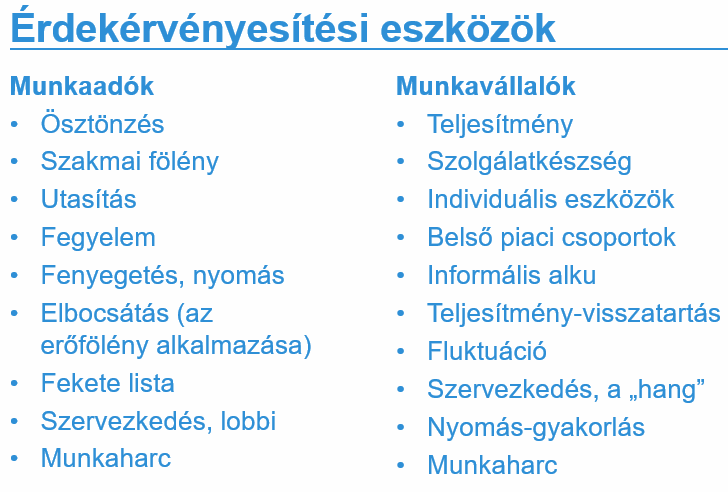 Érdekérvényesítési eszközök
Munkaadók
• Ösztönzés
• Szakmai fölény
• Utasítás
• Fegyelem
• Fenyegetés, nyomás
• Elbocsátás (az
erőfölény alkalmazása)
• Fekete lista
• Szervezkedés, lobbi
• Munkaharc
Munkavállalók
• Teljesítmény
• Szolgálatkészség
• Individuális eszközök
• Belső piaci csoportok
• Informális alku
• Teljesítmény-visszatartás
• Fluktuáció
• Szervezkedés, a „hang”
• Nyomás-gyakorlás
• Munkaharc